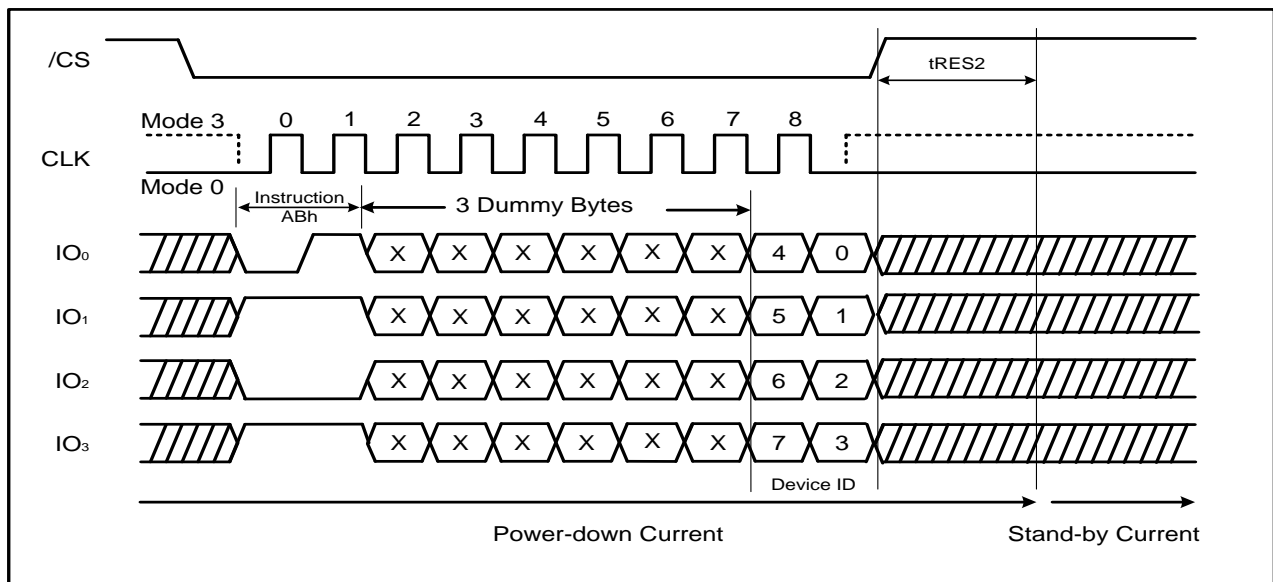 /CS
tRES2
Mode 3
0 1 2 3 4 5 6 7 8
CLK
Mode 0
Instruction
ABh
3 Dummy Bytes
IO₀ X X X X X X 4 0
IO₁ X X X X X X 5 1
IO₂ X X X X X X 6 2
IO₃ X X X X X X 7 3
Device ID
Power-down Current
Stand-by Current